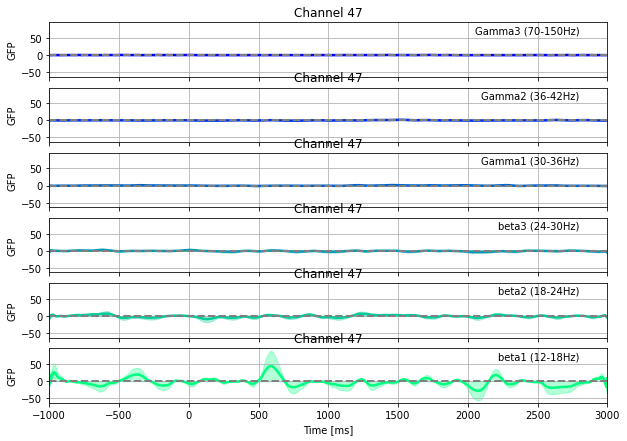 Channel 47
Gamma3 (70-150Hz)
GFP
50
0
−50
Channel 47
Gamma2 (36-42Hz)
GFP
50
0
−50
Channel 47
Gamma1 (30-36Hz)
GFP
50
0
−50
Channel 47
beta3 (24-30Hz)
GFP
50
0
−50
Channel 47
beta2 (18-24Hz)
GFP
50
0
−50
Channel 47
beta1 (12-18Hz)
GFP
50
0
−50
−1000 −500 0 500 1000 1500 2000 2500 3000
Time [ms]